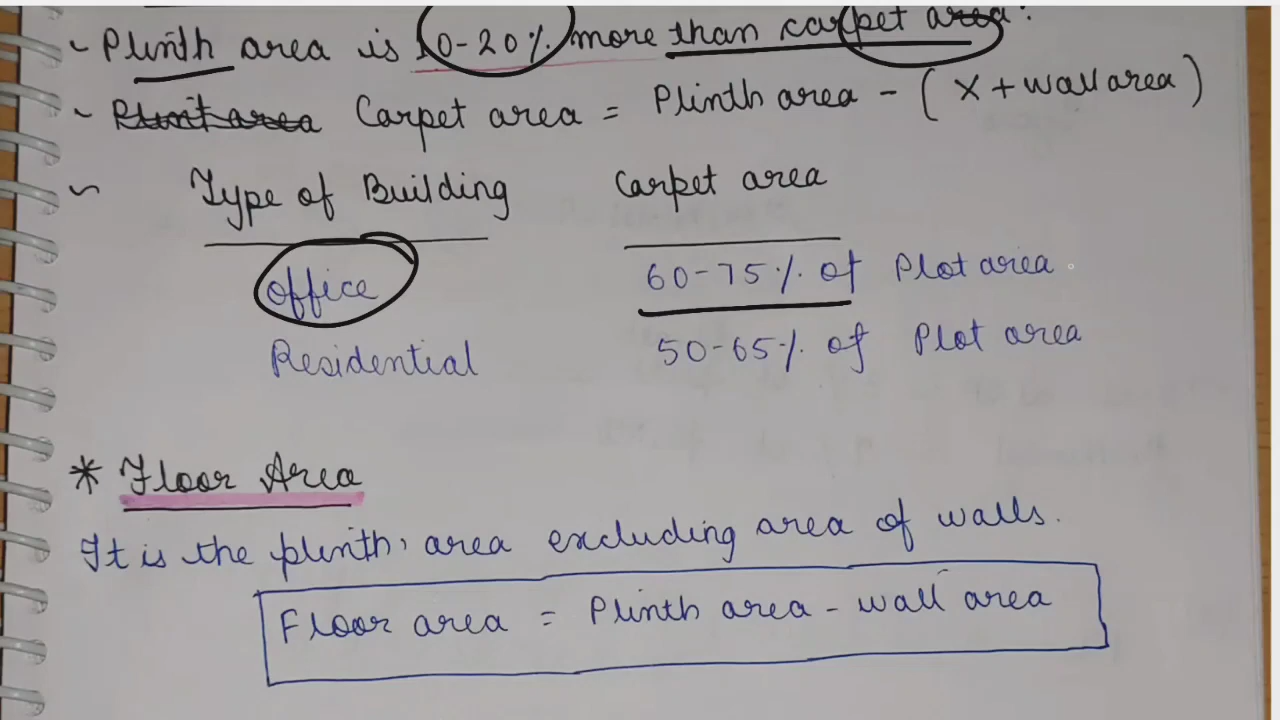 ~ Plinth area is 10-20% more than carpet area.
~ Plint area Carpet area = Plinth area - ( X + wall area )
~ Type of Building Carpet area
office 60-75% of Plot area
Residential 50-65% of Plot area
* Floor Area
It is the plinth area excluding area of walls.
Floor area = Plinth area - wall area